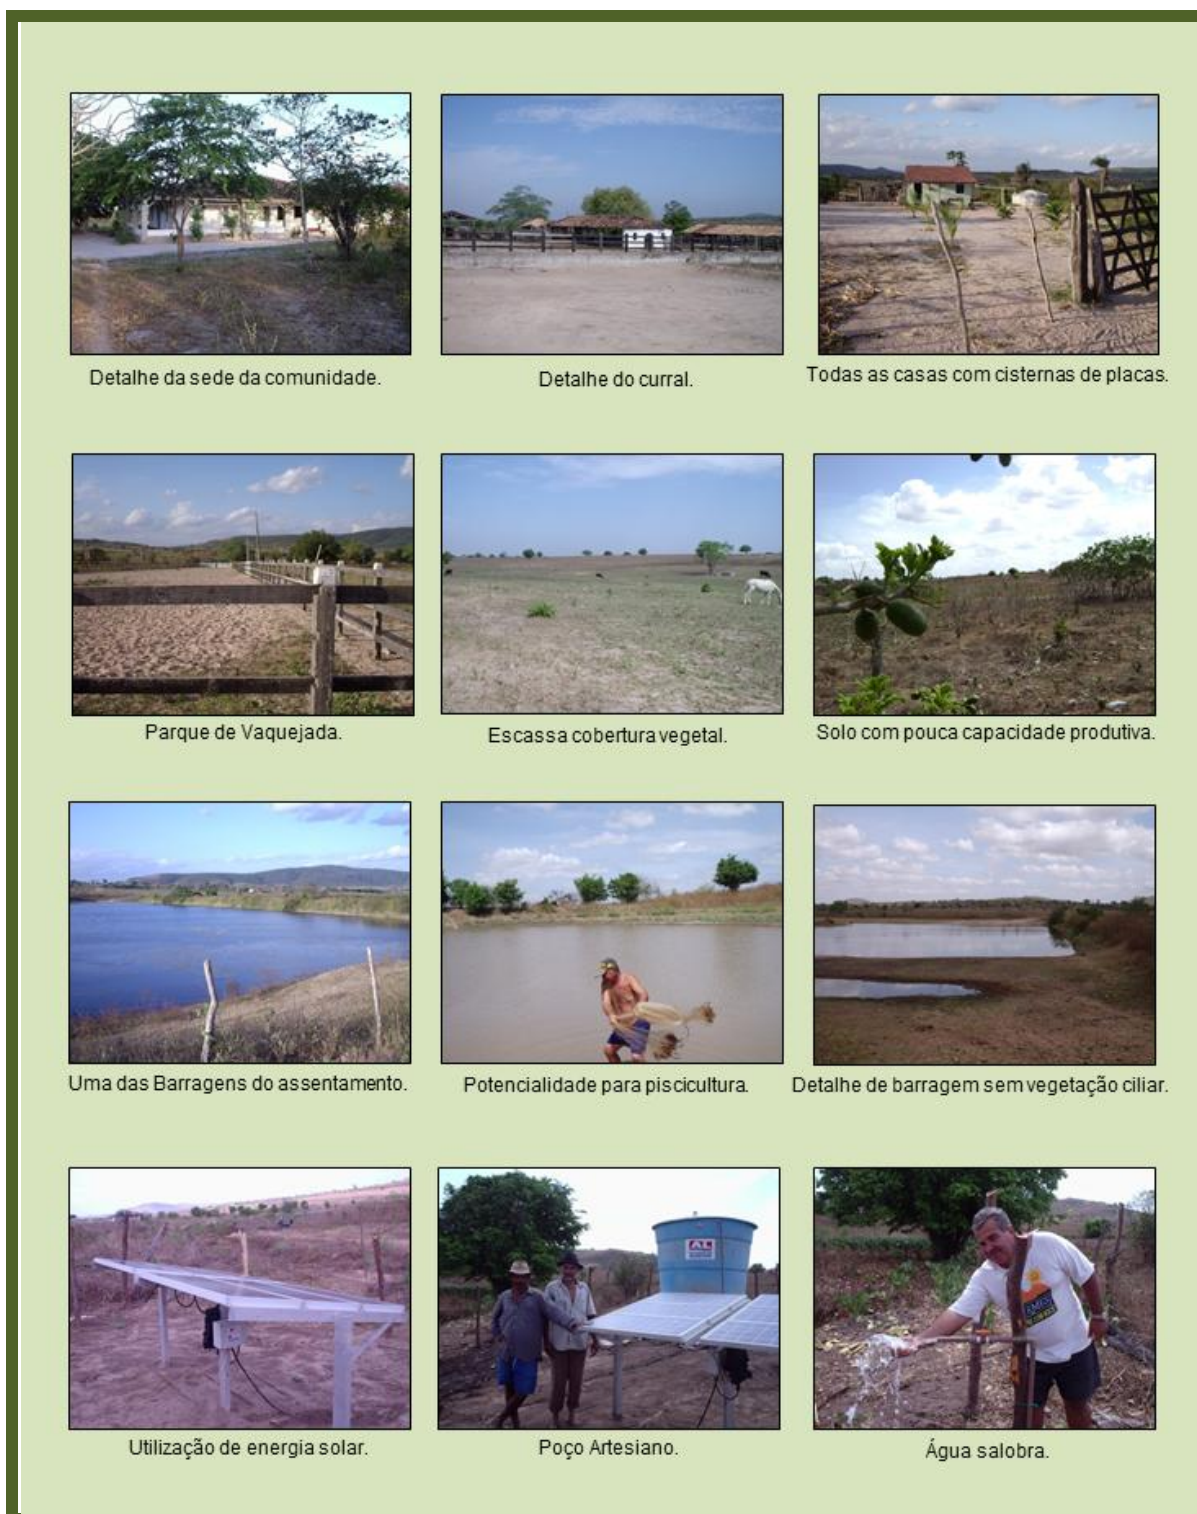 Detalhe da sede da comunidade.
Detalhe do curral.
Todas as casas com cisternas de placas.
Parque de Vaquejada.
Escassa cobertura vegetal.
Solo com pouca capacidade produtiva.
Uma das Barragens do assentamento.
Potencialidade para piscicultura.
Detalhe de barragem sem vegetação ciliar.
AL
Utilização de energia solar.
Poço Artesiano.
Água salobra.